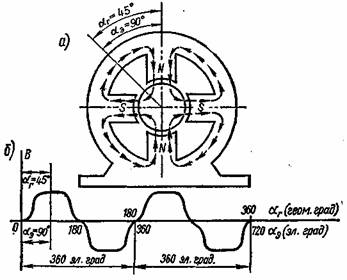 αг=45°
αэ=90°
а)
N
S
S
N
б)
B
αг=45°
180
360
αг (геом.град)
0
αэ=90°
180
360
720 αэ (эл.град)
360 эл. град
360 эл. град